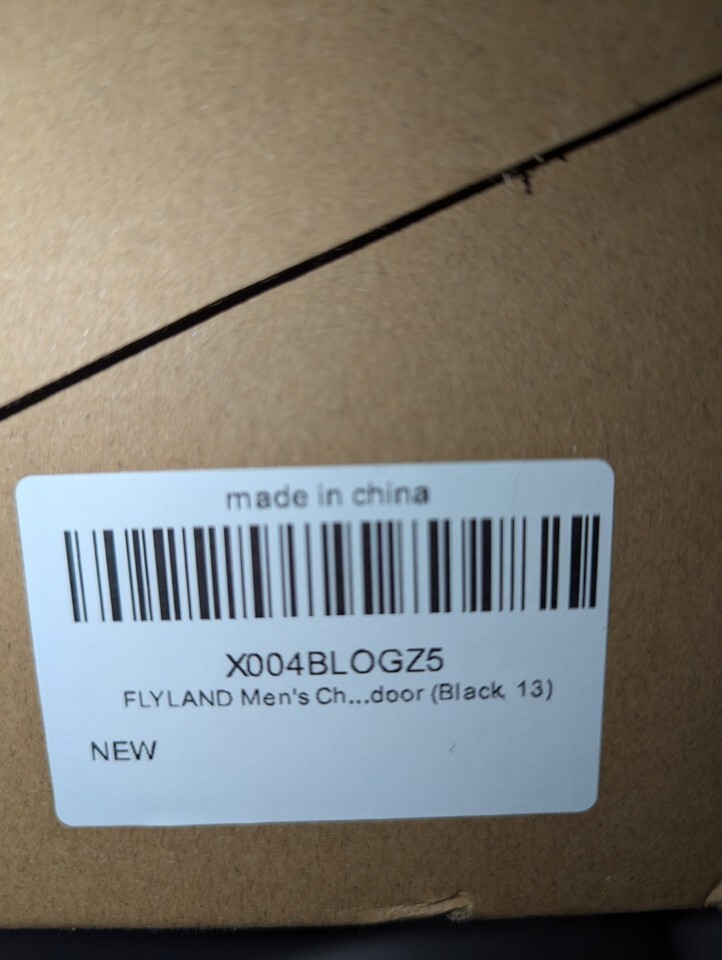 made in china
X004BLOGZ5
FLYLAND Men's Ch...door (Black, 13)
NEW